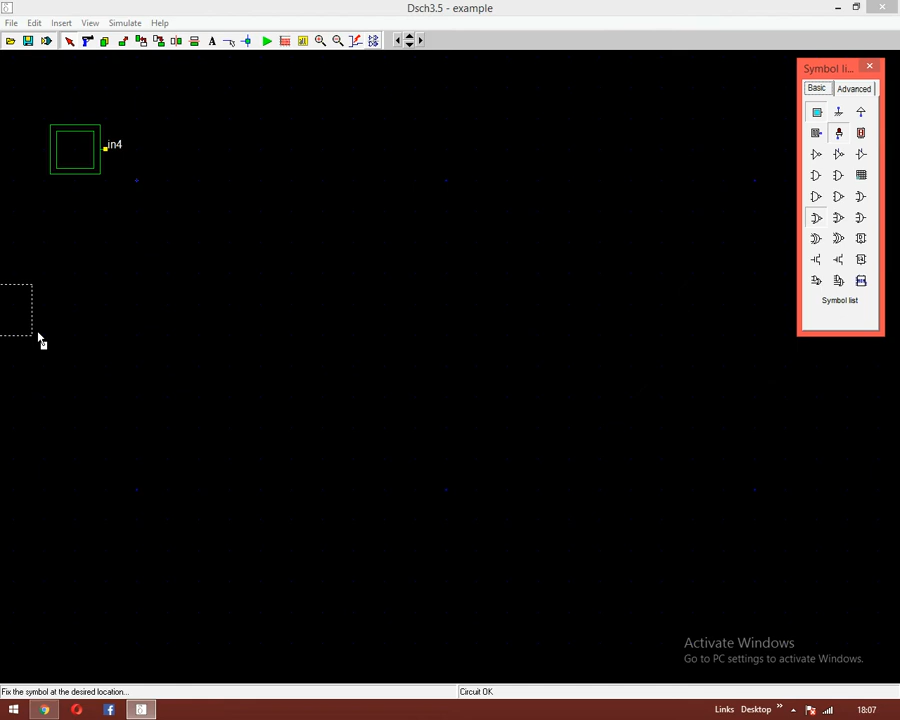 Dsch3.5 - example
File Edit Insert View Simulate Help
Symbol li...
Basic Advanced
in4
Symbol list
Activate Windows
Go to PC settings to activate Windows.
Fix the symbol at the desired location... Circuit OK
Links Desktop 18:07